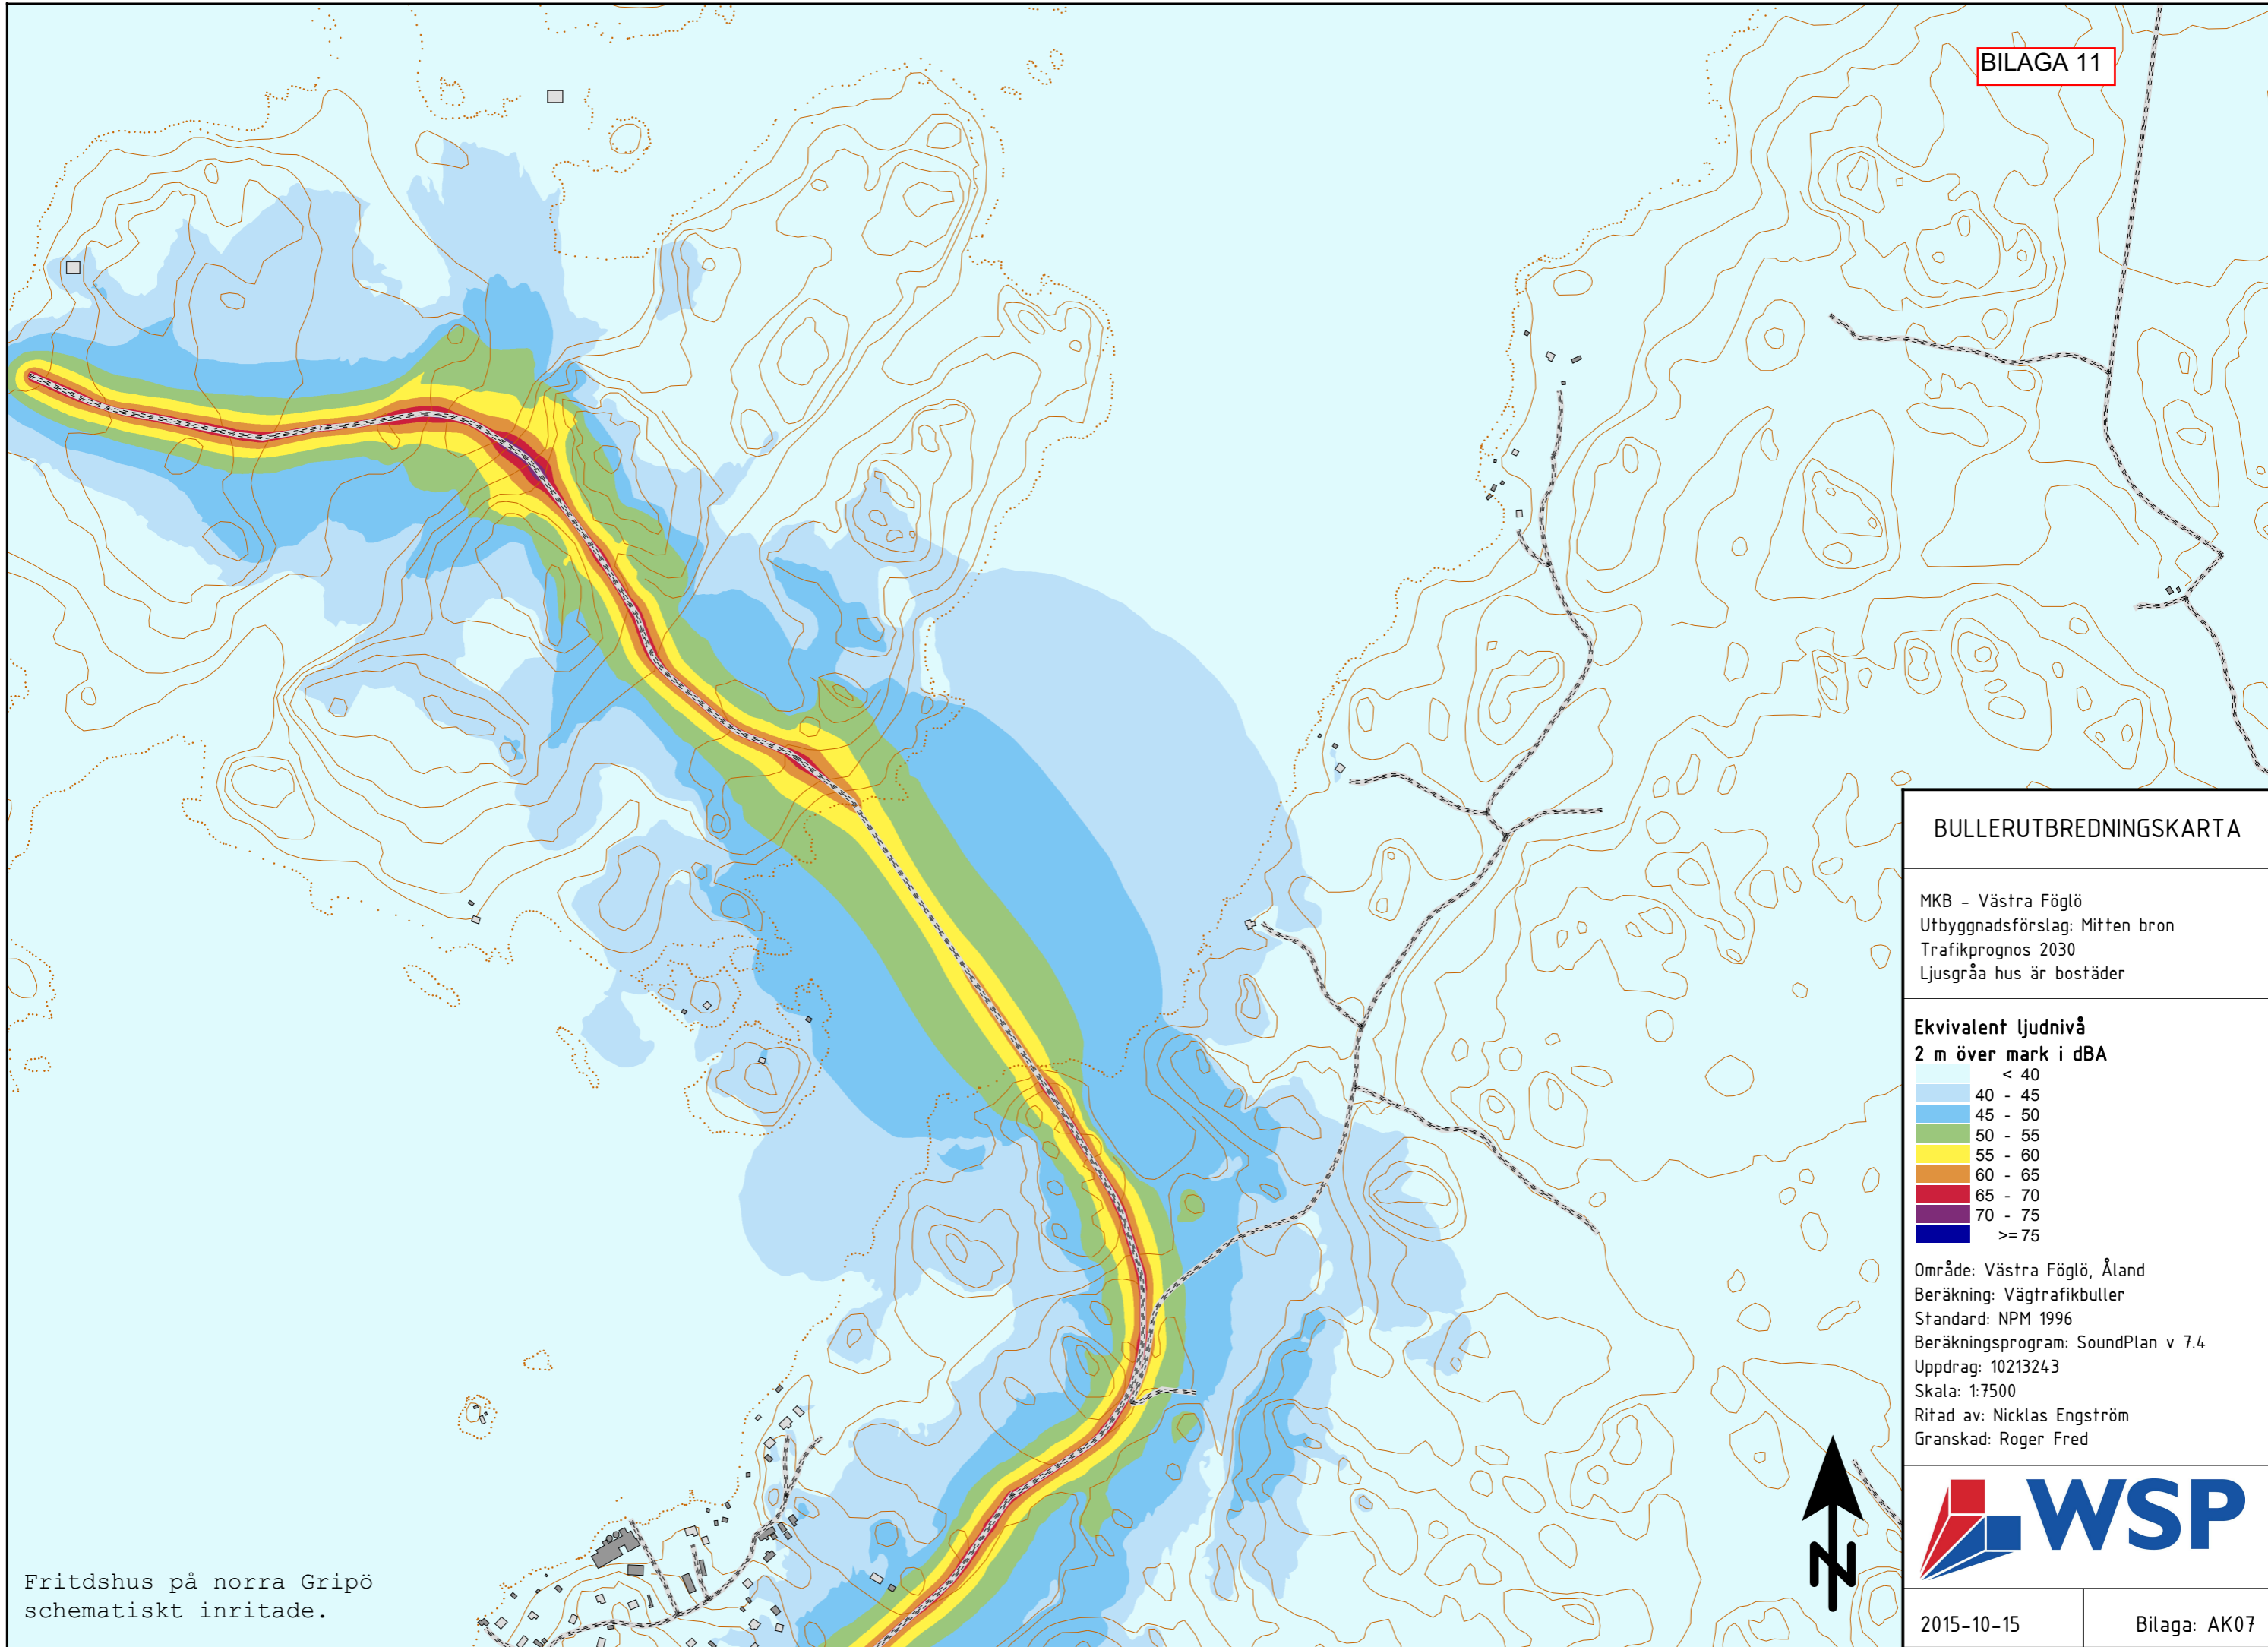 BILAGA 11
BULLERUTBREDNINGSKARTA
MKB - Västra Föglö
Utbyggnadsförslag: Mitten bron
Trafikprognos 2030
Ljusgråa hus är bostäder
Ekvivalent ljudnivå
2 m över mark i dBA
< 40
40 - 45
45 - 50
50 - 55
55 - 60
60 - 65
65 - 70
70 - 75
>= 75
Område: Västra Föglö, Åland
Beräkning: Vägtrafikbuller
Standard: NPM 1996
Beräkningsprogram: SoundPlan v 7.4
Uppdrag: 10213243
Skala: 1:7500
Ritad av: Nicklas Engström
Granskad: Roger Fred
N
WSP
2015-10-15
Bilaga: AK07
Fritdshus på norra Gripö
schematiskt inritade.